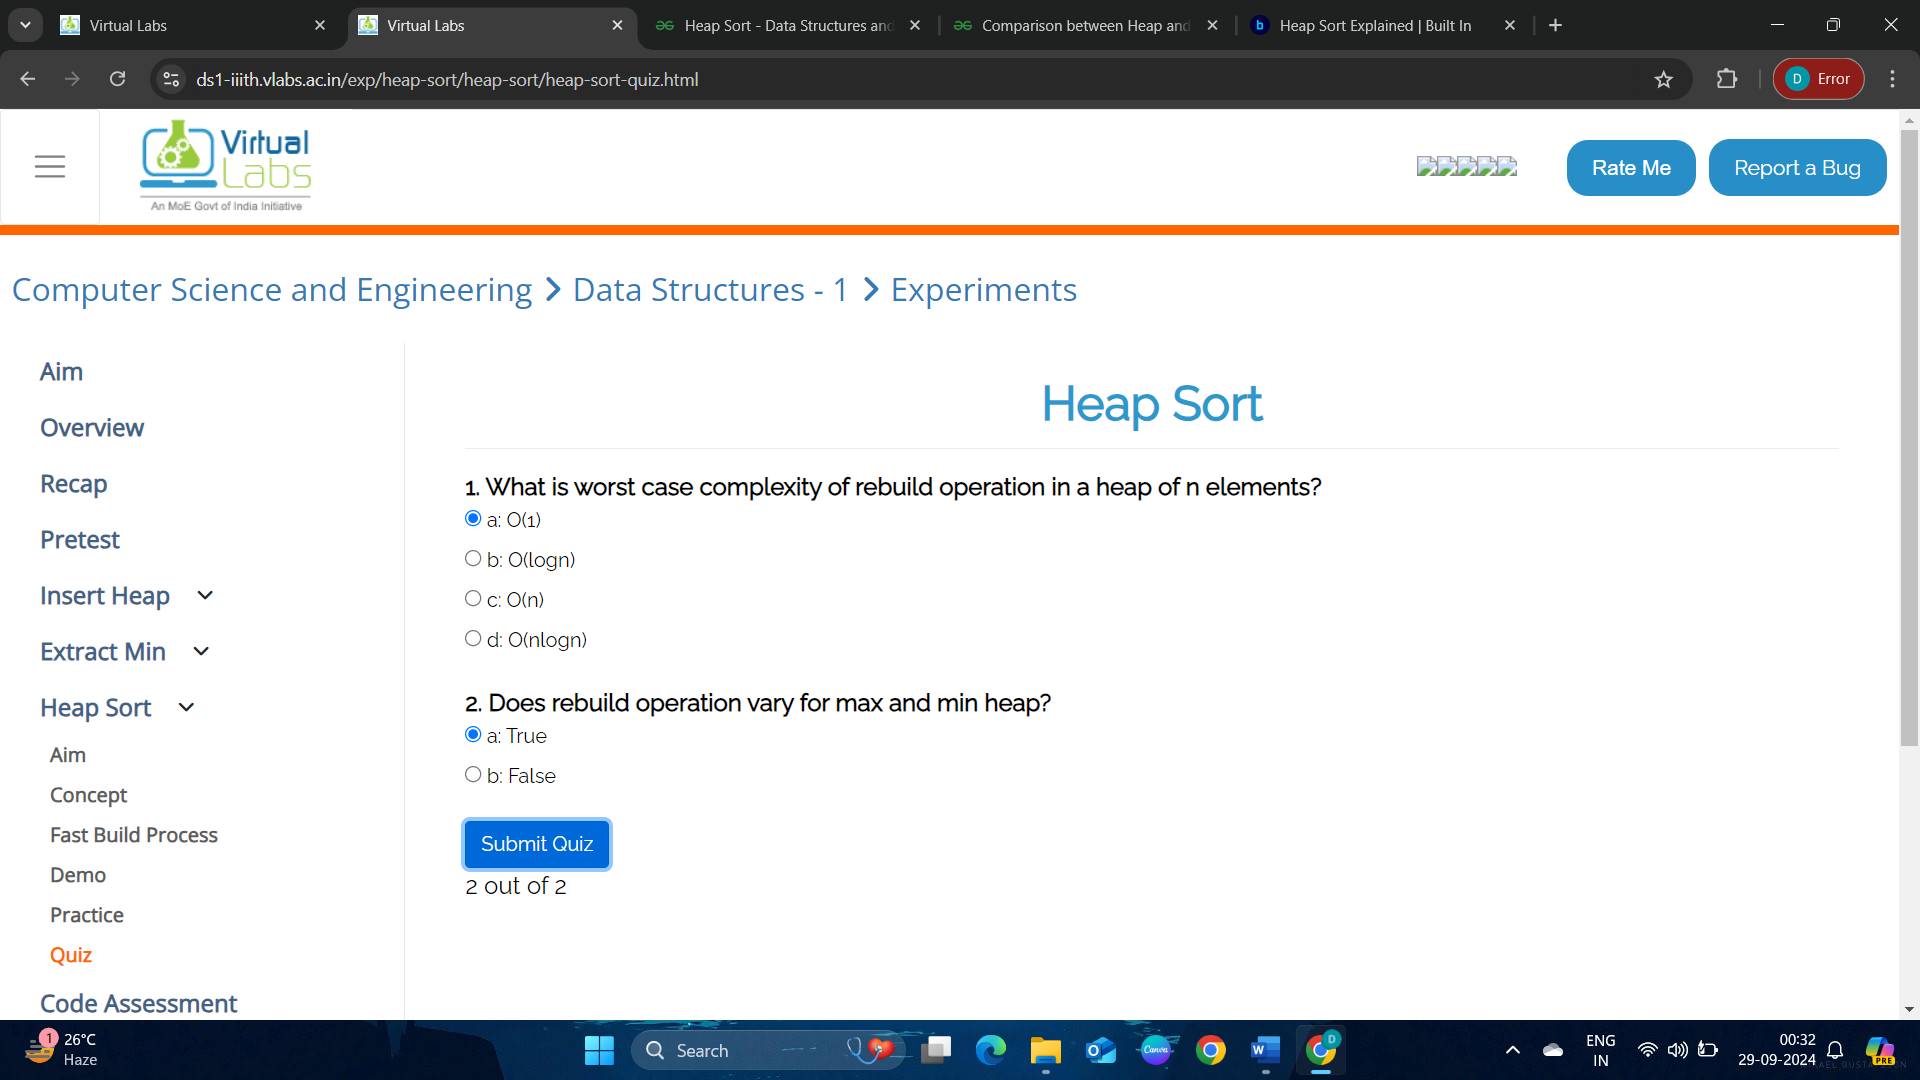 Virtual Labs
Virtual Labs
Heap Sort - Data Structures and
Comparison between Heap and
b
Heap Sort Explained | Built In
ds1-iiith.vlabs.ac.in/exp/heap-sort/heap-sort/heap-sort-quiz.html
D Error
Virtual
Labs
An MoE Govt of India Initiative
Rate Me
Report a Bug
Computer Science and Engineering > Data Structures - 1 > Experiments
Aim
Overview
Recap
Pretest
Insert Heap
Extract Min
Heap Sort
Aim
Concept
Fast Build Process
Demo
Practice
Quiz
Code Assessment
Heap Sort
1. What is worst case complexity of rebuild operation in a heap of n elements?
a: O(1)
b: O(logn)
c: O(n)
d: O(nlogn)
2. Does rebuild operation vary for max and min heap?
a: True
b: False
Submit Quiz
2 out of 2
1
26°C
Haze
Search
Canva
W
D
ENG
IN
00:32
29-09-2024
PRE